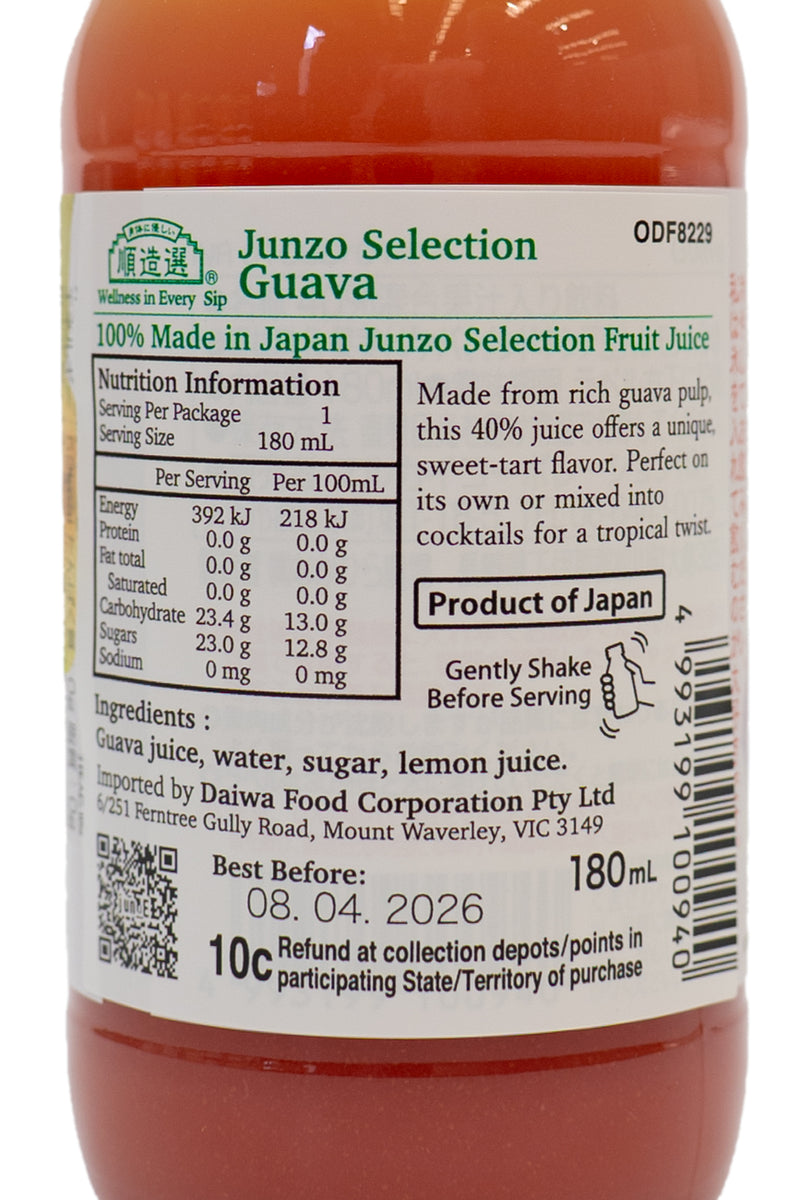 身体に優しい
順造選®
Wellness in Every Sip
Junzo Selection
Guava
ODF8229
100% Made in Japan Junzo Selection Fruit Juice
Nutrition Information
Serving Per Package 1
Serving Size 180 mL
Per Serving Per 100mL
Energy 392 kJ 218 kJ
Protein 0.0 g 0.0 g
Fat total 0.0 g 0.0 g
Saturated 0.0 g 0.0 g
Carbohydrate 23.4 g 13.0 g
Sugars 23.0 g 12.8 g
Sodium 0 mg 0 mg
Made from rich guava pulp,
this 40% juice offers a unique,
sweet-tart flavor. Perfect on
its own or mixed into
cocktails for a tropical twist.
Product of Japan
Gently Shake
Before Serving
Ingredients :
Guava juice, water, sugar, lemon juice.
Imported by Daiwa Food Corporation Pty Ltd
6/251 Ferntree Gully Road, Mount Waverley, VIC 3149
Best Before:
08. 04. 2026
180mL
10c Refund at collection depots/points in
participating State/Territory of purchase
4 993199 100940